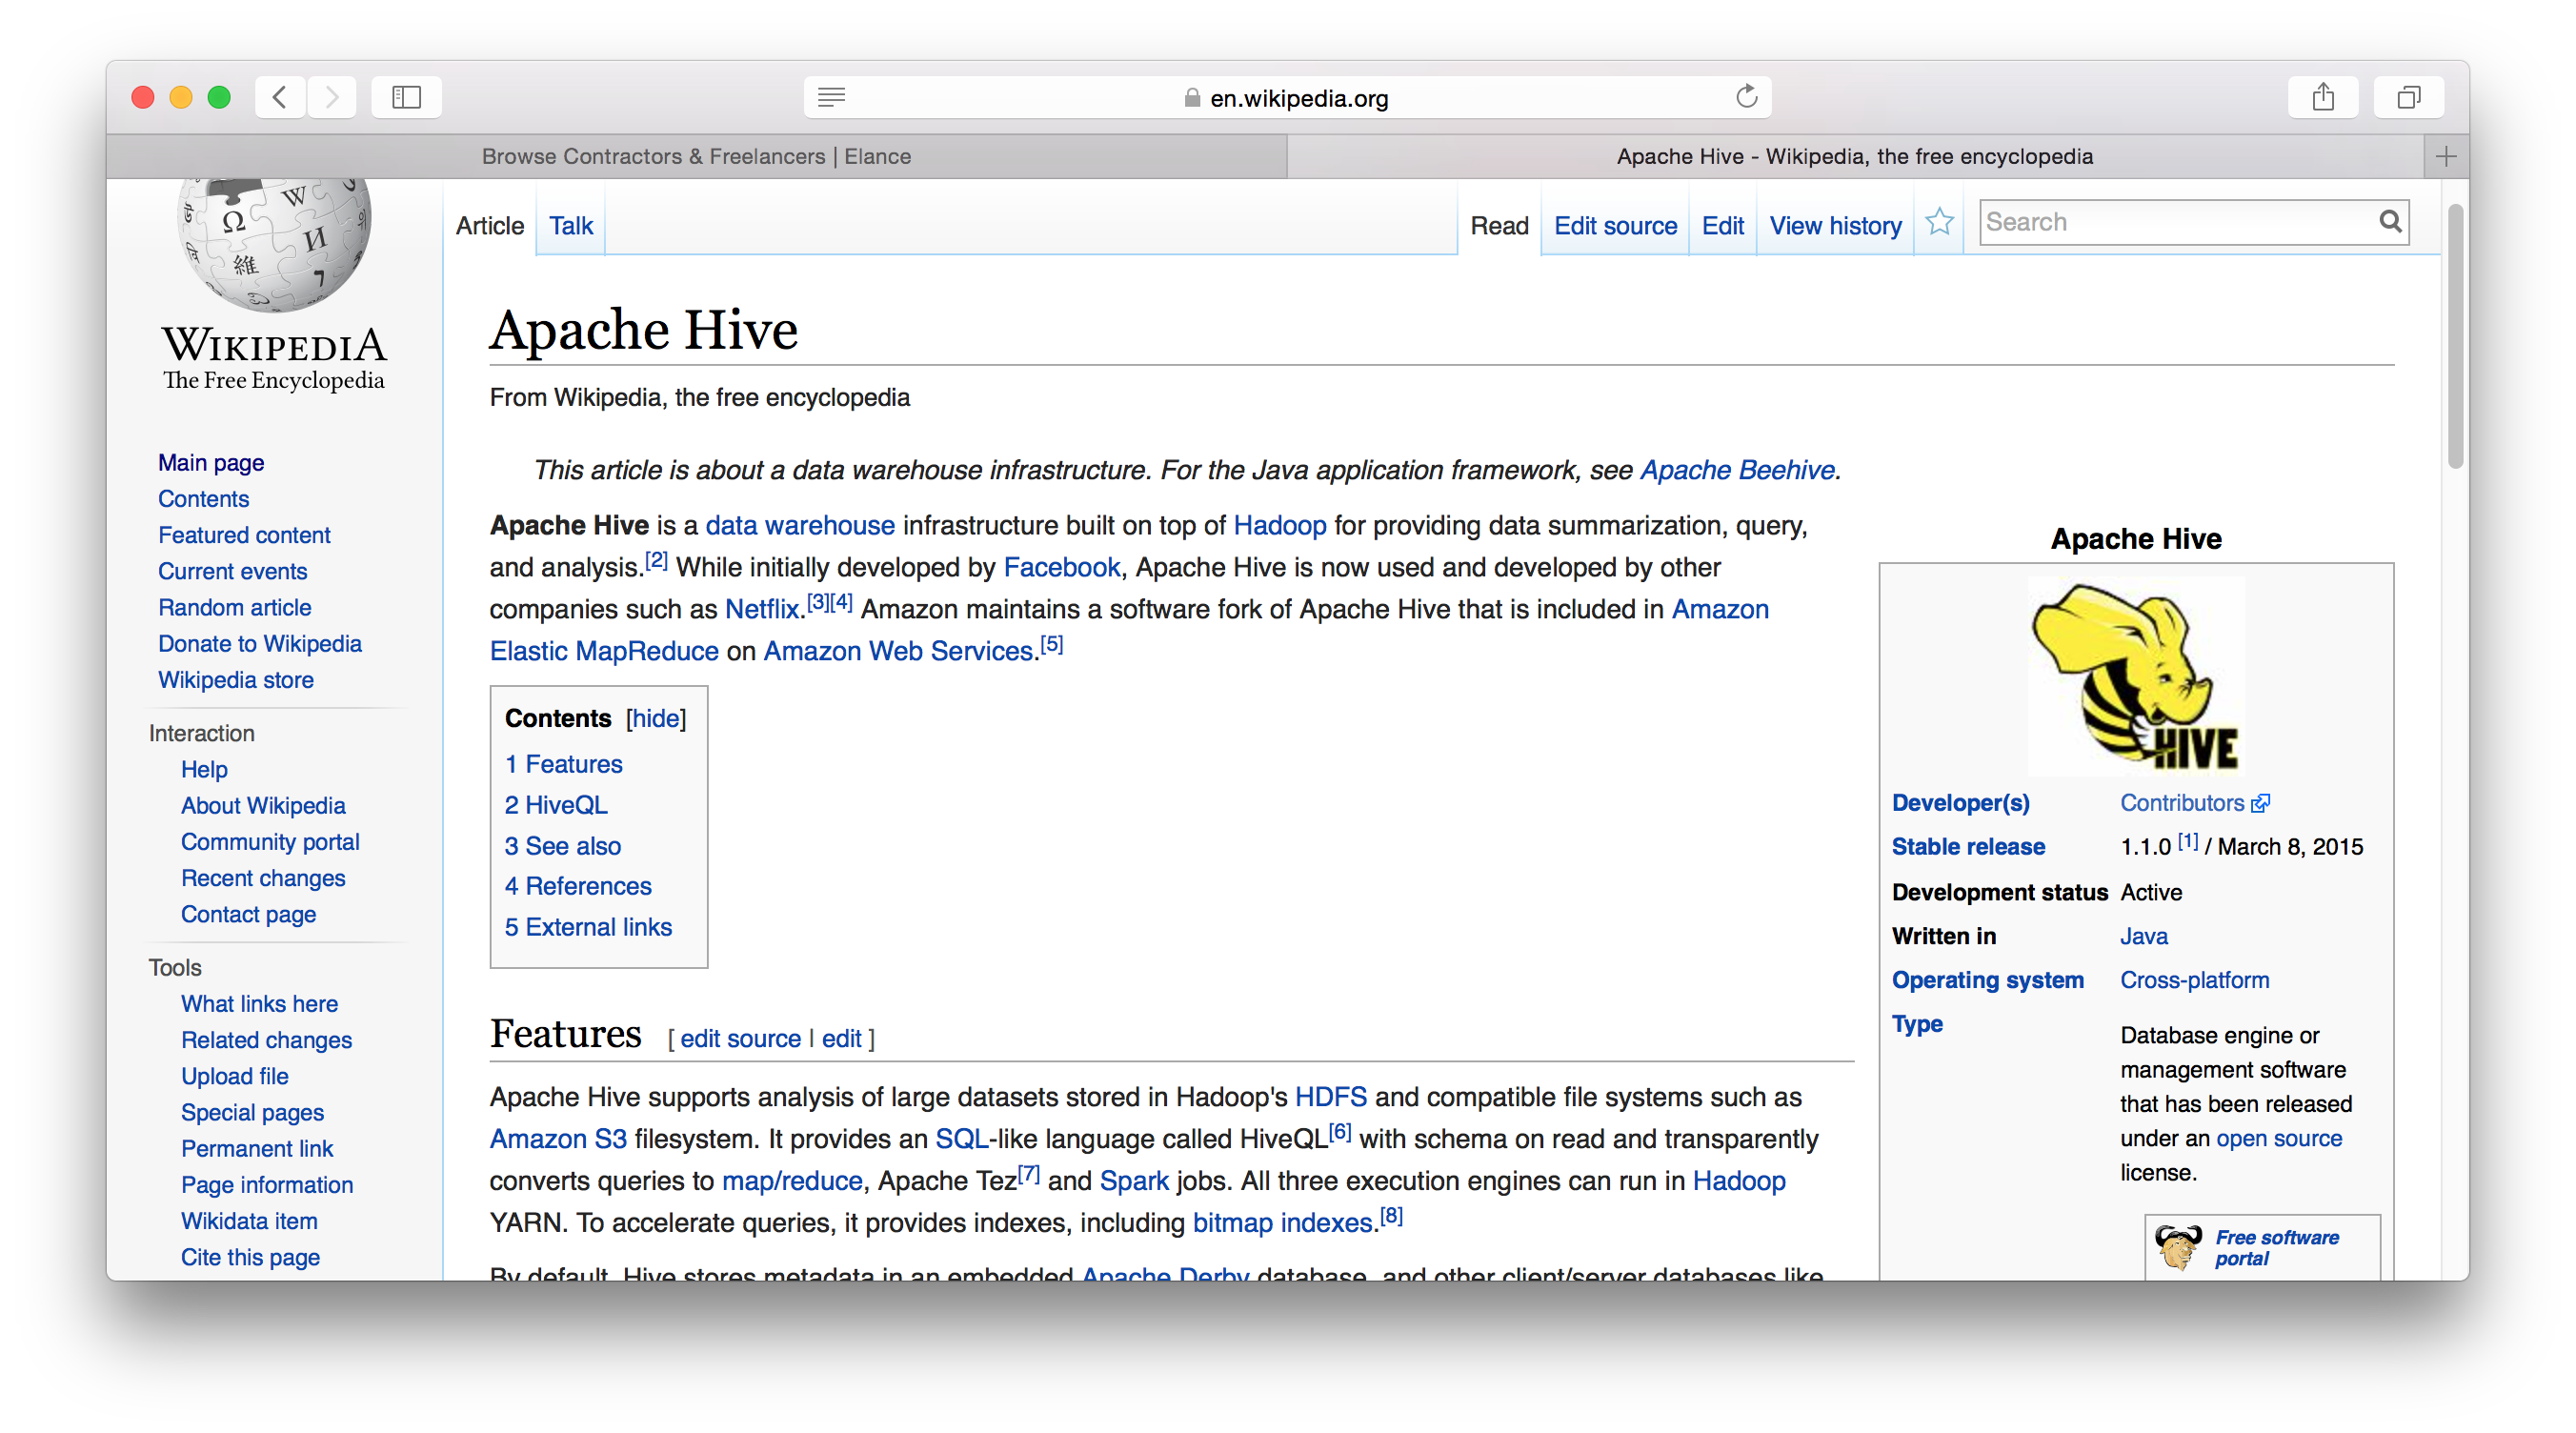 en.wikipedia.org
Browse Contractors & Freelancers | Elance
Apache Hive - Wikipedia, the free encyclopedia
WIKIPEDIA
The Free Encyclopedia
Main page
Contents
Featured content
Current events
Random article
Donate to Wikipedia
Wikipedia store
Interaction
Help
About Wikipedia
Community portal
Recent changes
Contact page
Tools
What links here
Related changes
Upload file
Special pages
Permanent link
Page information
Wikidata item
Cite this page
Article Talk
Read Edit source Edit View history Search
Apache Hive
From Wikipedia, the free encyclopedia
This article is about a data warehouse infrastructure. For the Java application framework, see Apache Beehive.
Apache Hive is a data warehouse infrastructure built on top of Hadoop for providing data summarization, query,
and analysis.[2] While initially developed by Facebook, Apache Hive is now used and developed by other
companies such as Netflix.[3][4] Amazon maintains a software fork of Apache Hive that is included in Amazon
Elastic MapReduce on Amazon Web Services.[5]
Contents [hide]
1 Features
2 HiveQL
3 See also
4 References
5 External links
Features [ edit source | edit ]
Apache Hive supports analysis of large datasets stored in Hadoop's HDFS and compatible file systems such as
Amazon S3 filesystem. It provides an SQL-like language called HiveQL[6] with schema on read and transparently
converts queries to map/reduce, Apache Tez[7] and Spark jobs. All three execution engines can run in Hadoop
YARN. To accelerate queries, it provides indexes, including bitmap indexes.[8]
By default, Hive stores metadata in an embedded Apache Derby database, and other client/server databases like
Apache Hive
HIVE
Developer(s) Contributors
Stable release 1.1.0 [1] / March 8, 2015
Development status Active
Written in Java
Operating system Cross-platform
Type Database engine or
management software
that has been released
under an open source
license.
Free software
portal